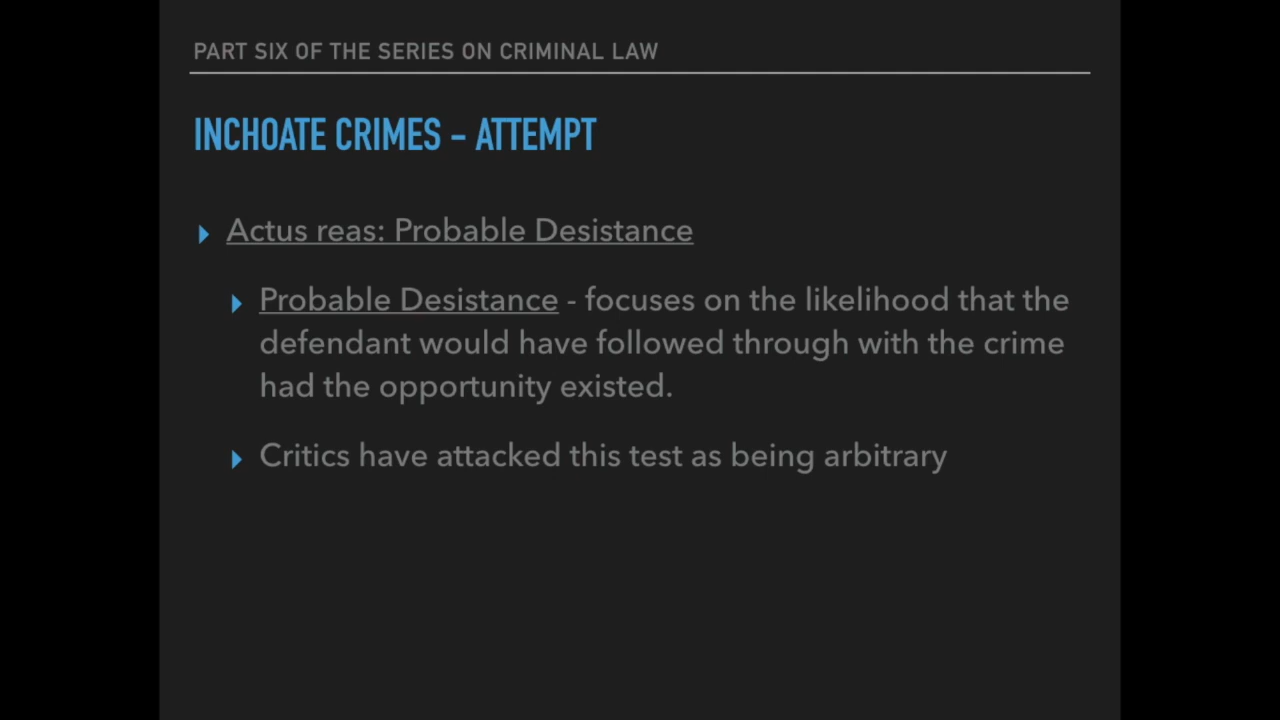 PART SIX OF THE SERIES ON CRIMINAL LAW
INCHOATE CRIMES – ATTEMPT
Actus reas: Probable Desistance
Probable Desistance - focuses on the likelihood that the
defendant would have followed through with the crime
had the opportunity existed.
Critics have attacked this test as being arbitrary